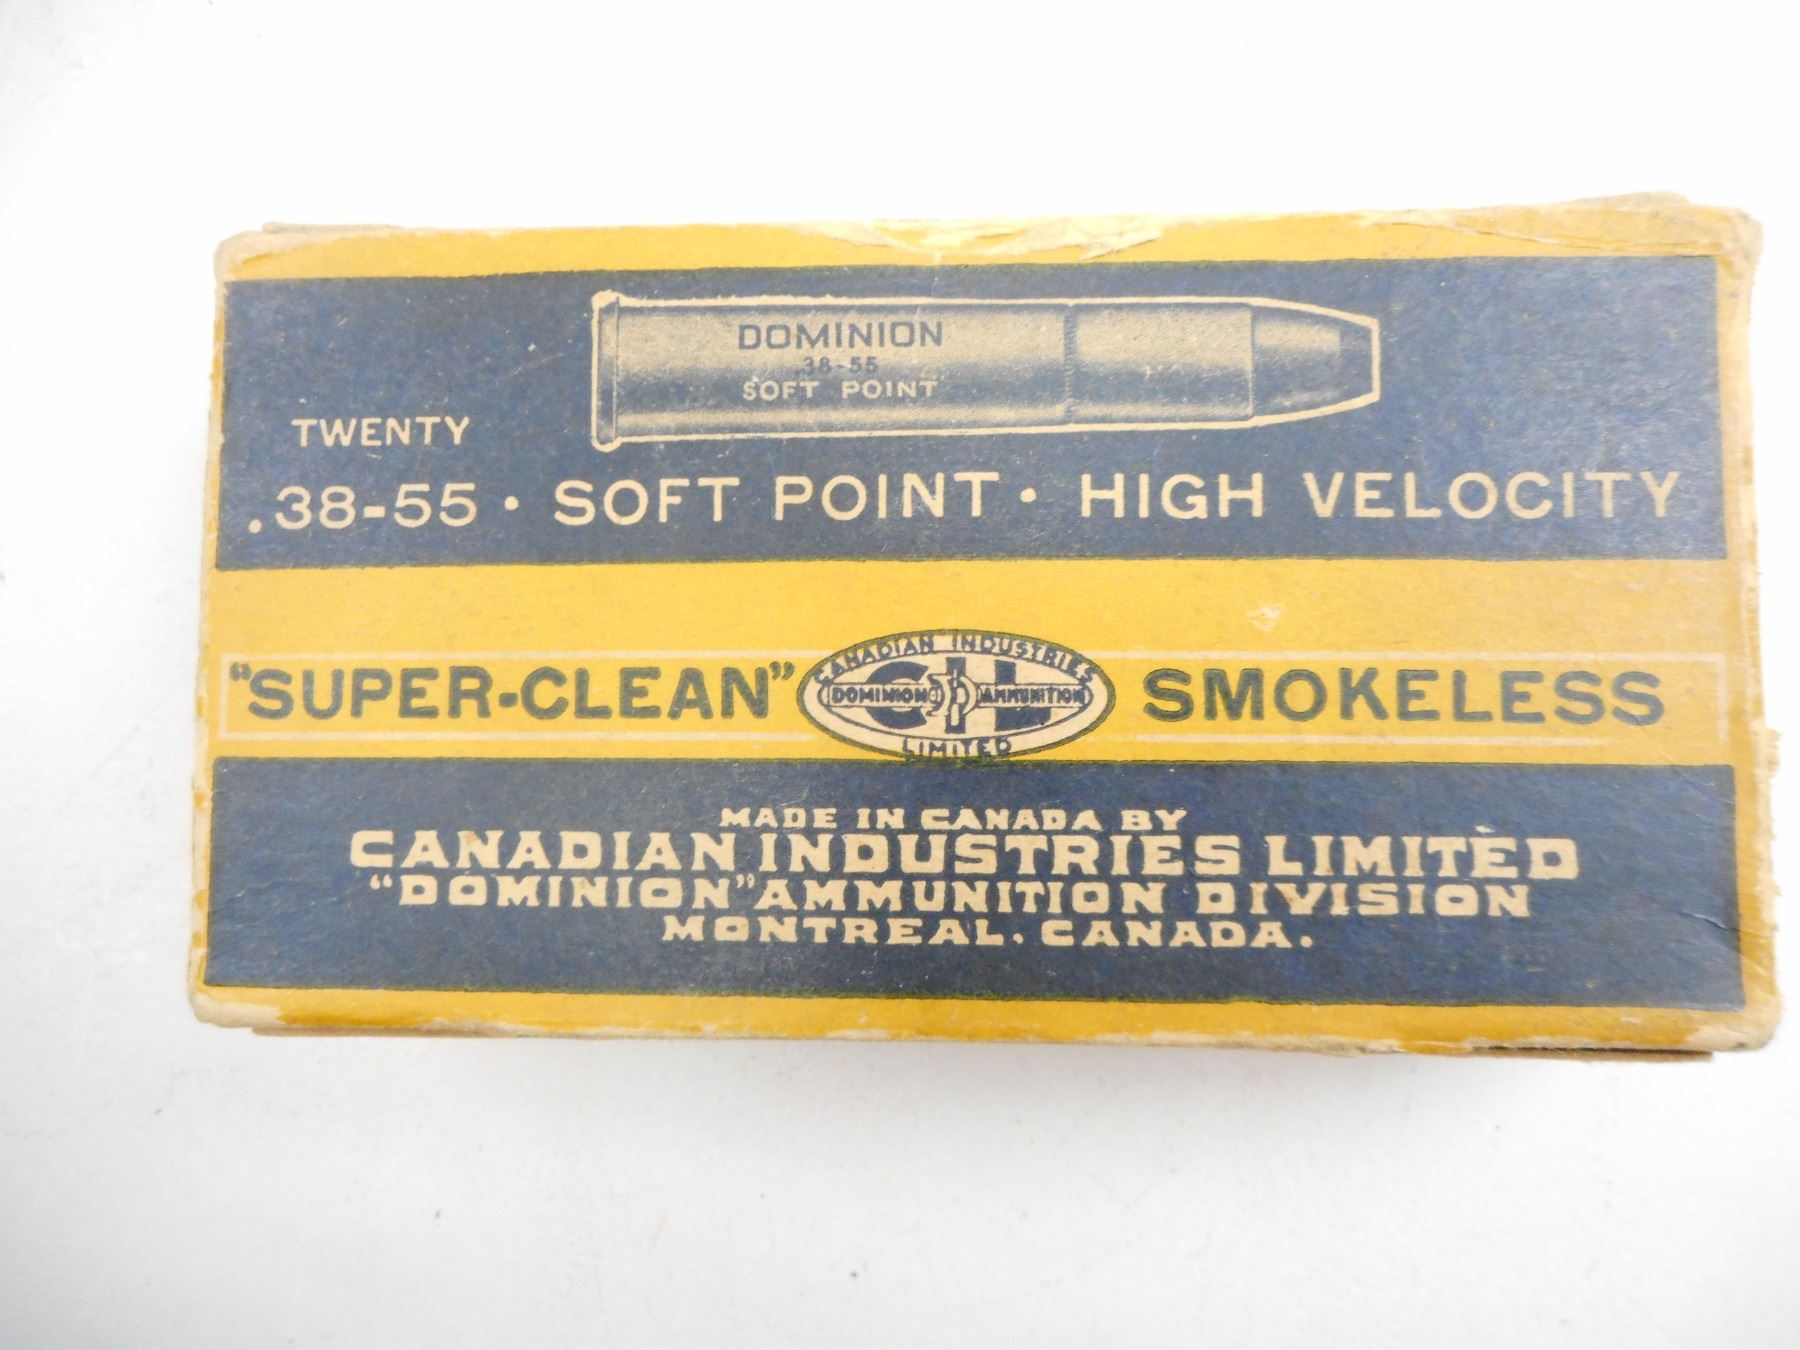 DOMINION
.38-55
SOFT POINT
TWENTY
.38-55 · SOFT POINT · HIGH VELOCITY
"SUPER-CLEAN" SMOKELESS
CANADIAN INDUSTRIES
CIL
DOMINION AMMUNITION
LIMITED
MADE IN CANADA BY
CANADIAN INDUSTRIES LIMITED
"DOMINION" AMMUNITION DIVISION
MONTREAL. CANADA.